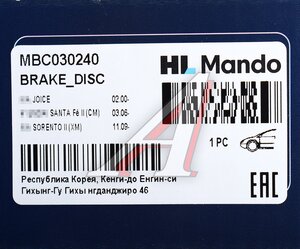 MBC030240
BRAKE_DISC
HL Mando
JOICE 02.00-
SANTA Fé II (CM) 03.06-
SORENTO II (XM) 11.09-
1 PC
Республика Корея, Кенги-до Енгин-си
Гихынг-Гу Гихы нгданджиро 46
EAC